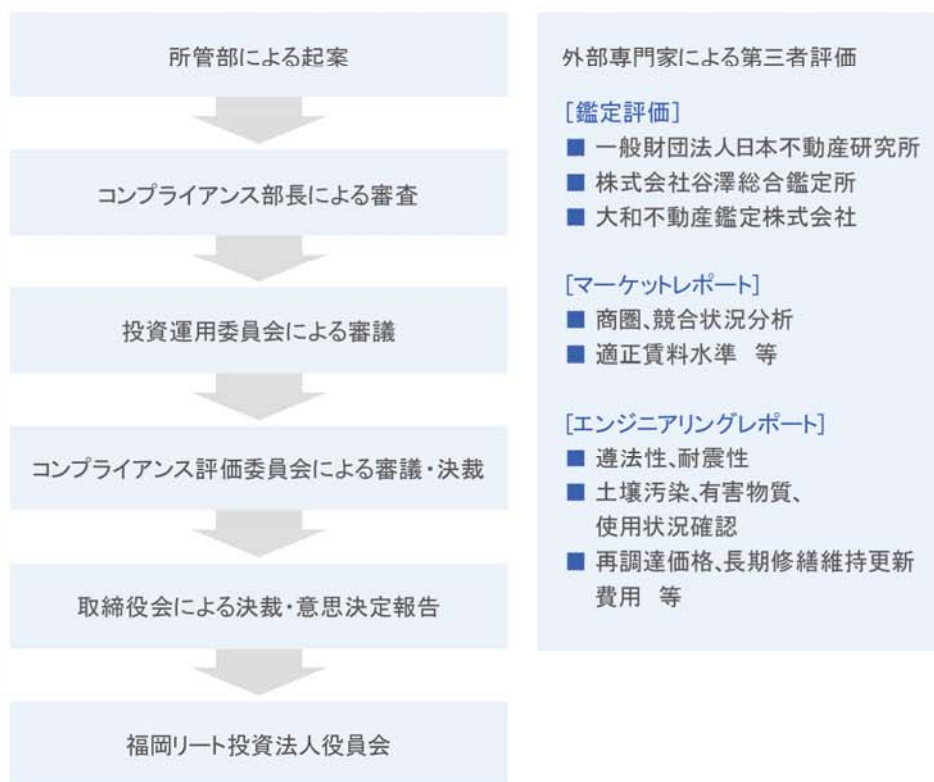 所管部による起案
コンプライアンス部長による審査
投資運用委員会による審議
コンプライアンス評価委員会による審議・決裁
取締役会による決裁・意思決定報告
福岡リート投資法人役員会
外部専門家による第三者評価
[鑑定評価]
■ 一般財団法人日本不動産研究所
■ 株式会社谷澤総合鑑定所
■ 大和不動産鑑定株式会社
[マーケットレポート]
■ 商圏、競合状況分析
■ 適正賃料水準　等
[エンジニアリングレポート]
■ 遵法性、耐震性
■ 土壌汚染、有害物質、
使用状況確認
■ 再調達価格、長期修繕維持更新
費用　等